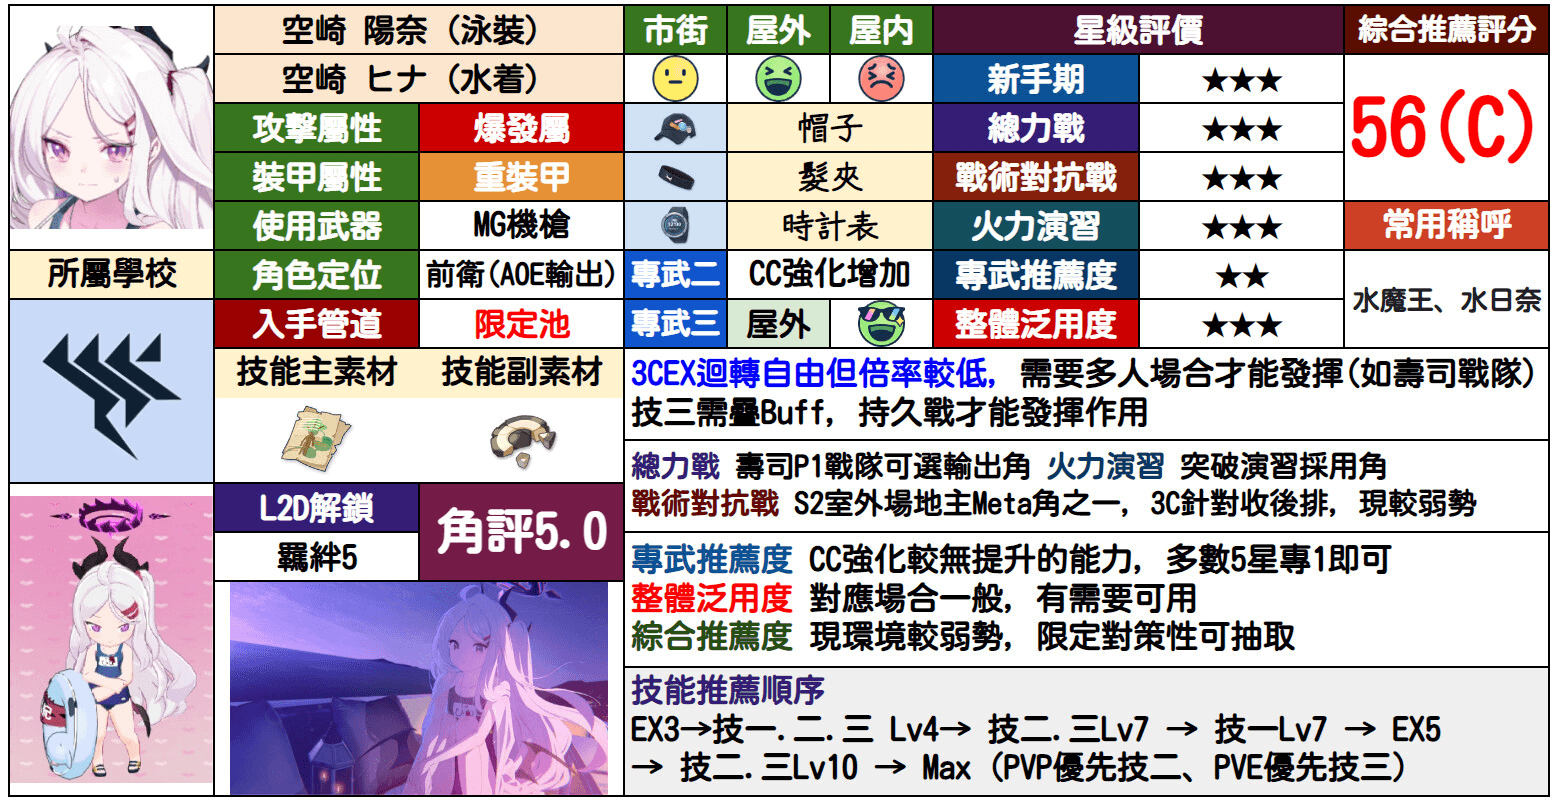 空崎 陽奈 (泳裝)
空崎 ヒナ (水着)
市街
屋外
屋内
星級評價
綜合推薦評分
新手期
★★★
56(C)
攻擊屬性
爆發屬
帽子
總力戰
★★★
裝甲屬性
重裝甲
髮夾
戰術對抗戰
★★★
使用武器
MG機槍
時計表
火力演習
★★★
常用稱呼
所屬學校
角色定位
前衛(AOE輸出)
專武二
CC強化增加
專武推薦度
★★
水魔王、水日奈
入手管道
限定池
專武三
屋外
整體泛用度
★★★
技能主素材
技能副素材
3CEX迴轉自由但倍率較低, 需要多人場合才能發揮(如壽司戰隊)
技三需疊Buff, 持久戰才能發揮作用
總力戰 壽司P1戰隊可選輸出角 火力演習 突破演習採用角
戰術對抗戰 S2室外場地主Meta角之一, 3C針對收後排, 現較弱勢
L2D解鎖
羈絆5
角評5.0
專武推薦度 CC強化較無提升的能力, 多數5星專1即可
整體泛用度 對應場合一般, 有需要可用
綜合推薦度 現環境較弱勢, 限定對策性可抽取
技能推薦順序
EX3→技一.二.三 Lv4→ 技二.三Lv7 → 技一Lv7 → EX5
→ 技二.三Lv10 → Max (PVP優先技二、PVE優先技三)